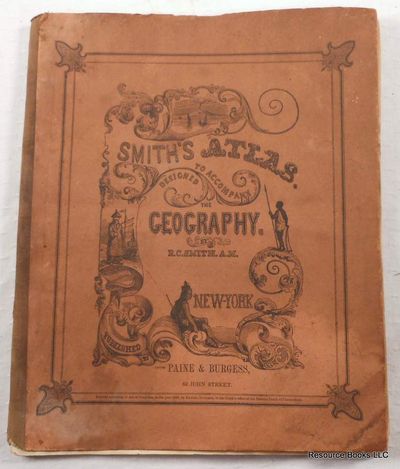 SMITH'S ATLAS.
DESIGNED TO ACCOMPANY
THE
GEOGRAPHY.
BY
R.C. SMITH. A.M.
NEW-YORK
PUBLISHED
PAINE & BURGESS,
62 JOHN STREET.
Resource Books LLC